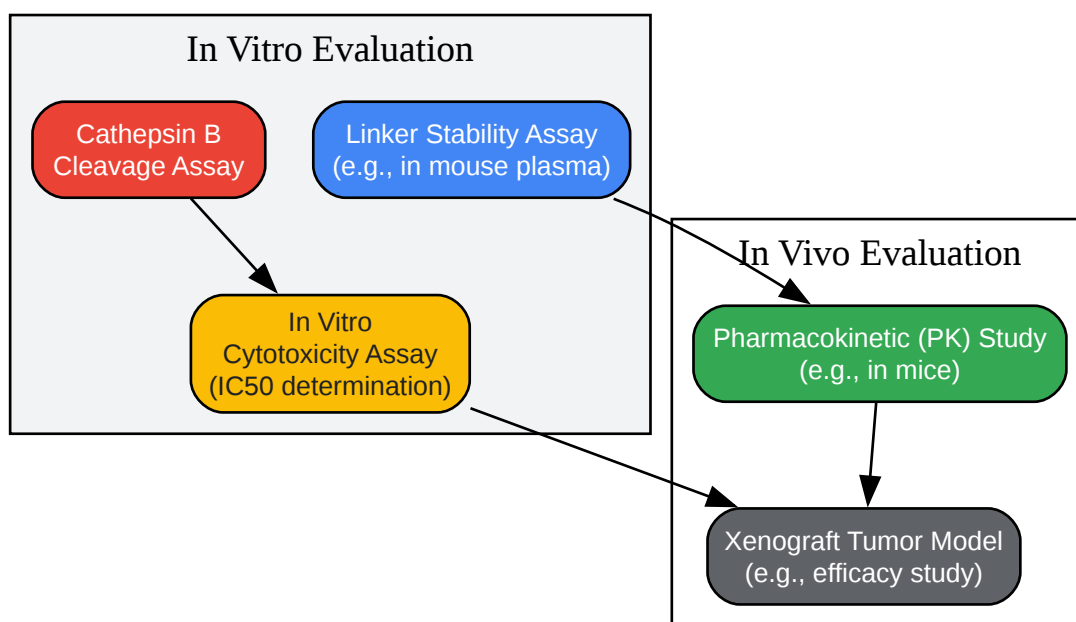 In Vitro Evaluation
Cathepsin B
Cleavage Assay
Linker Stability Assay
(e.g., in mouse plasma)
In Vitro
Cytotoxicity Assay
(IC50 determination)
In Vivo Evaluation
Pharmacokinetic (PK) Study
(e.g., in mice)
Xenograft Tumor Model
(e.g., efficacy study)